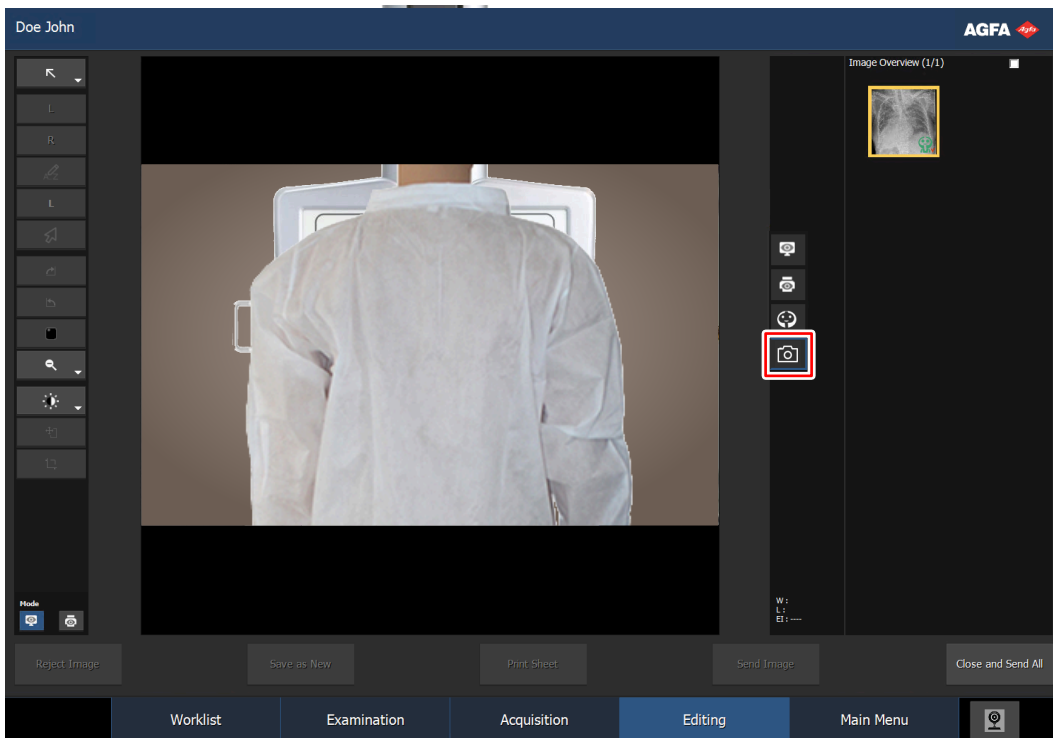 Doe John
AGFA
Agfa
Image Overview (1/1)
L
R
L
Mode
W :
L :
EI : ----
Reject Image
Save as New
Print Sheet
Send Image
Close and Send All
Worklist
Examination
Acquisition
Editing
Main Menu